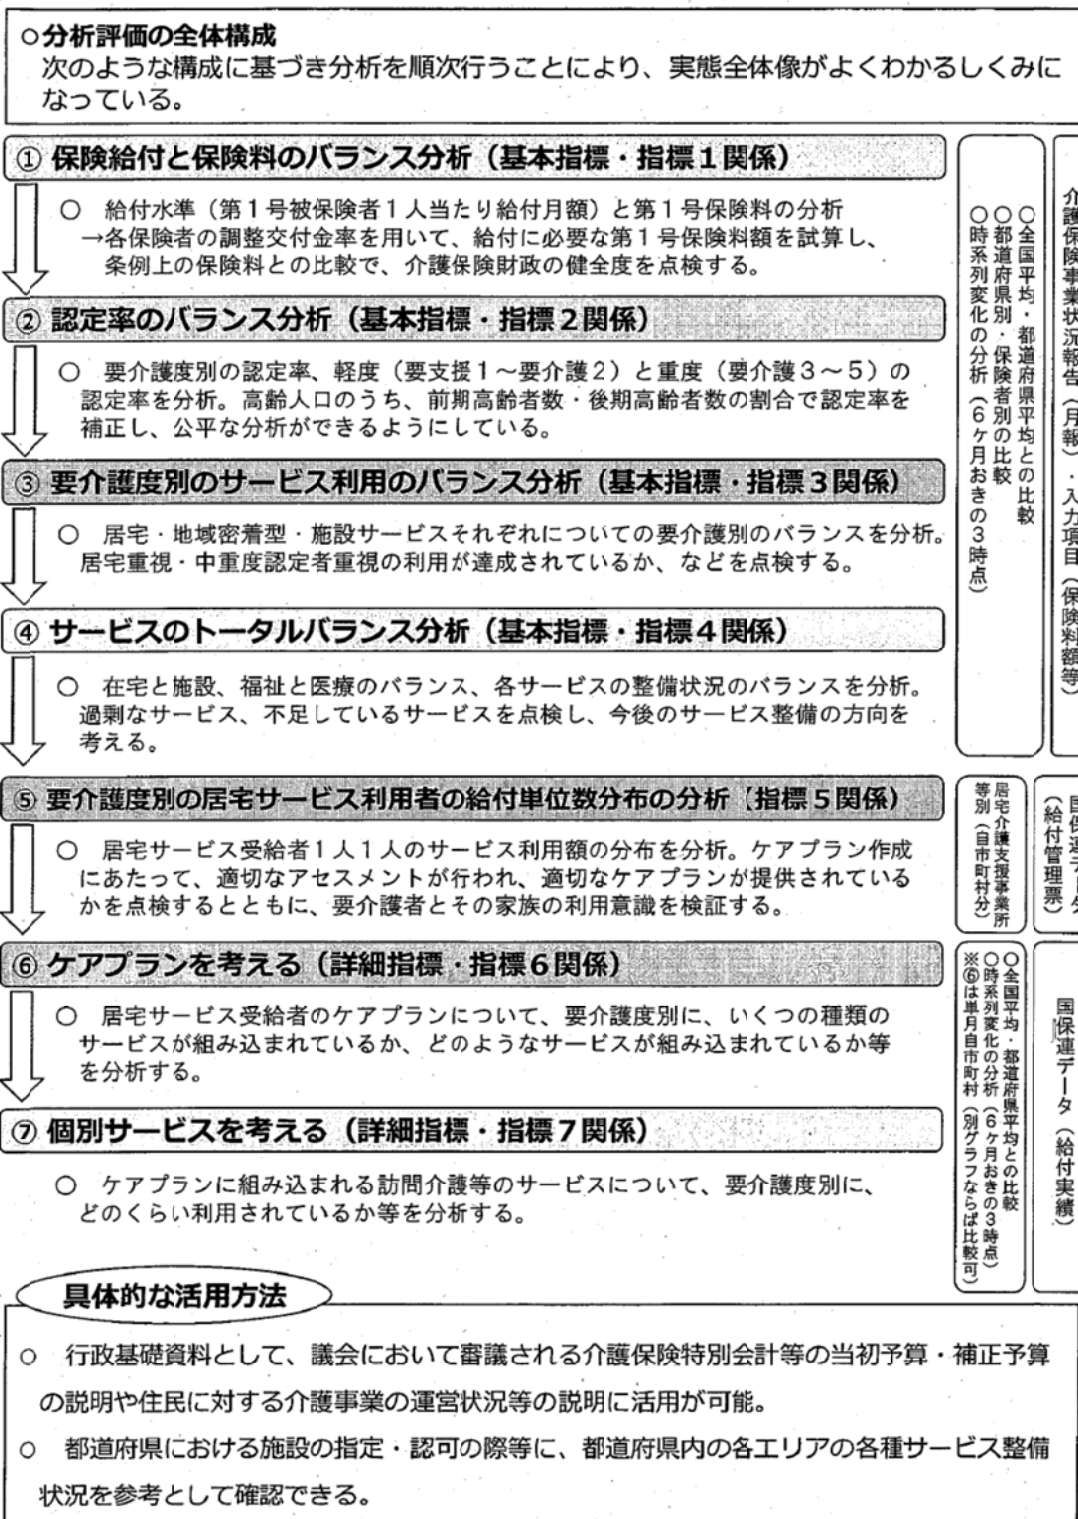 ○分析評価の全体構成
次のような構成に基づき分析を順次行うことにより、実態全体像がよくわかるしくみに
なっている。
① 保険給付と保険料のバランス分析（基本指標・指標１関係）
○　給付水準（第１号被保険者１人当たり給付月額）と第１号保険料の分析
→各保険者の調整交付金率を用いて、給付に必要な第１号保険料額を試算し、
条例上の保険料との比較で、介護保険財政の健全度を点検する。
② 認定率のバランス分析（基本指標・指標２関係）
○　要介護度別の認定率、軽度（要支援１～要介護２）と重度（要介護３～５）の
認定率を分析。高齢人口のうち、前期高齢者数・後期高齢者数の割合で認定率を
補正し、公平な分析ができるようにしている。
③ 要介護度別のサービス利用のバランス分析（基本指標・指標３関係）
○　居宅・地域密着型・施設サービスそれぞれについての要介護別のバランスを分析。
居宅重視・中重度認定者重視の利用が達成されているか、などを点検する。
④ サービスのトータルバランス分析（基本指標・指標４関係）
○　在宅と施設、福祉と医療のバランス、各サービスの整備状況のバランスを分析。
過剰なサービス、不足しているサービスを点検し、今後のサービス整備の方向を
考える。
○全国平均・都道府県平均との比較
○都道府県別・保険者別の比較
○時系列変化の分析（６ケ月おきの３時点）
介護保険事業状況報告（月報）・入力項目（保険料額等）
⑤ 要介護度別の居宅サービス利用者の給付単位数分布の分析（指標５関係）
○　居宅サービス受給者１人１人のサービス利用額の分布を分析。ケアプラン作成
にあたって、適切なアセスメントが行われ、適切なケアプランが提供されている
かを点検するとともに、要介護者とその家族の利用意識を検証する。
居宅介護支援事業所
等別（自市町村分）
国保連データ
（給付管理票）
⑥ ケアプランを考える（詳細指標・指標６関係）
○　居宅サービス受給者のケアプランについて、要介護度別に、いくつの種類の
サービスが組み込まれているか、どのようなサービスが組み込まれているか等
を分析する。
⑦ 個別サービスを考える（詳細指標・指標７関係）
○　ケアプランに組み込まれる訪問介護等のサービスについて、要介護度別に、
どのくらい利用されているか等を分析する。
○全国平均・都道府県平均との比較
○時系列変化の分析（６ケ月おきの３時点）
※⑥は単月自市町村（別グラフならば比較可）
国保連データ（給付実績）
具体的な活用方法
○　行政基礎資料として、議会において審議される介護保険特別会計等の当初予算・補正予算
の説明や住民に対する介護事業の運営状況等の説明に活用が可能。
○　都道府県における施設の指定・認可の際等に、都道府県内の各エリアの各種サービス整備
状況を参考として確認できる。